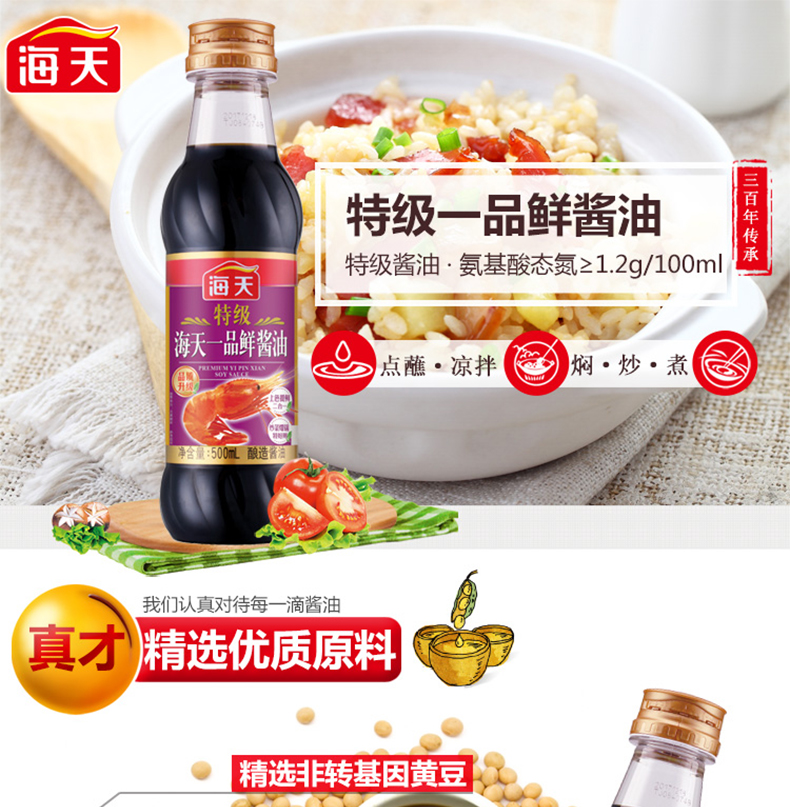 海天
特级一品鲜酱油
特级酱油·氨基酸态氮≥1.2g/100ml
三百年传承
点蘸·凉拌
焖·炒·煮
海天
特级
海天一品鲜酱油
PREMIUM YI PIN XIAN
SOY SAUCE
品质
升级
净含量:500mL 酿造酱油
我们认真对待每一滴酱油
真才
精选优质原料
精选非转基因黄豆